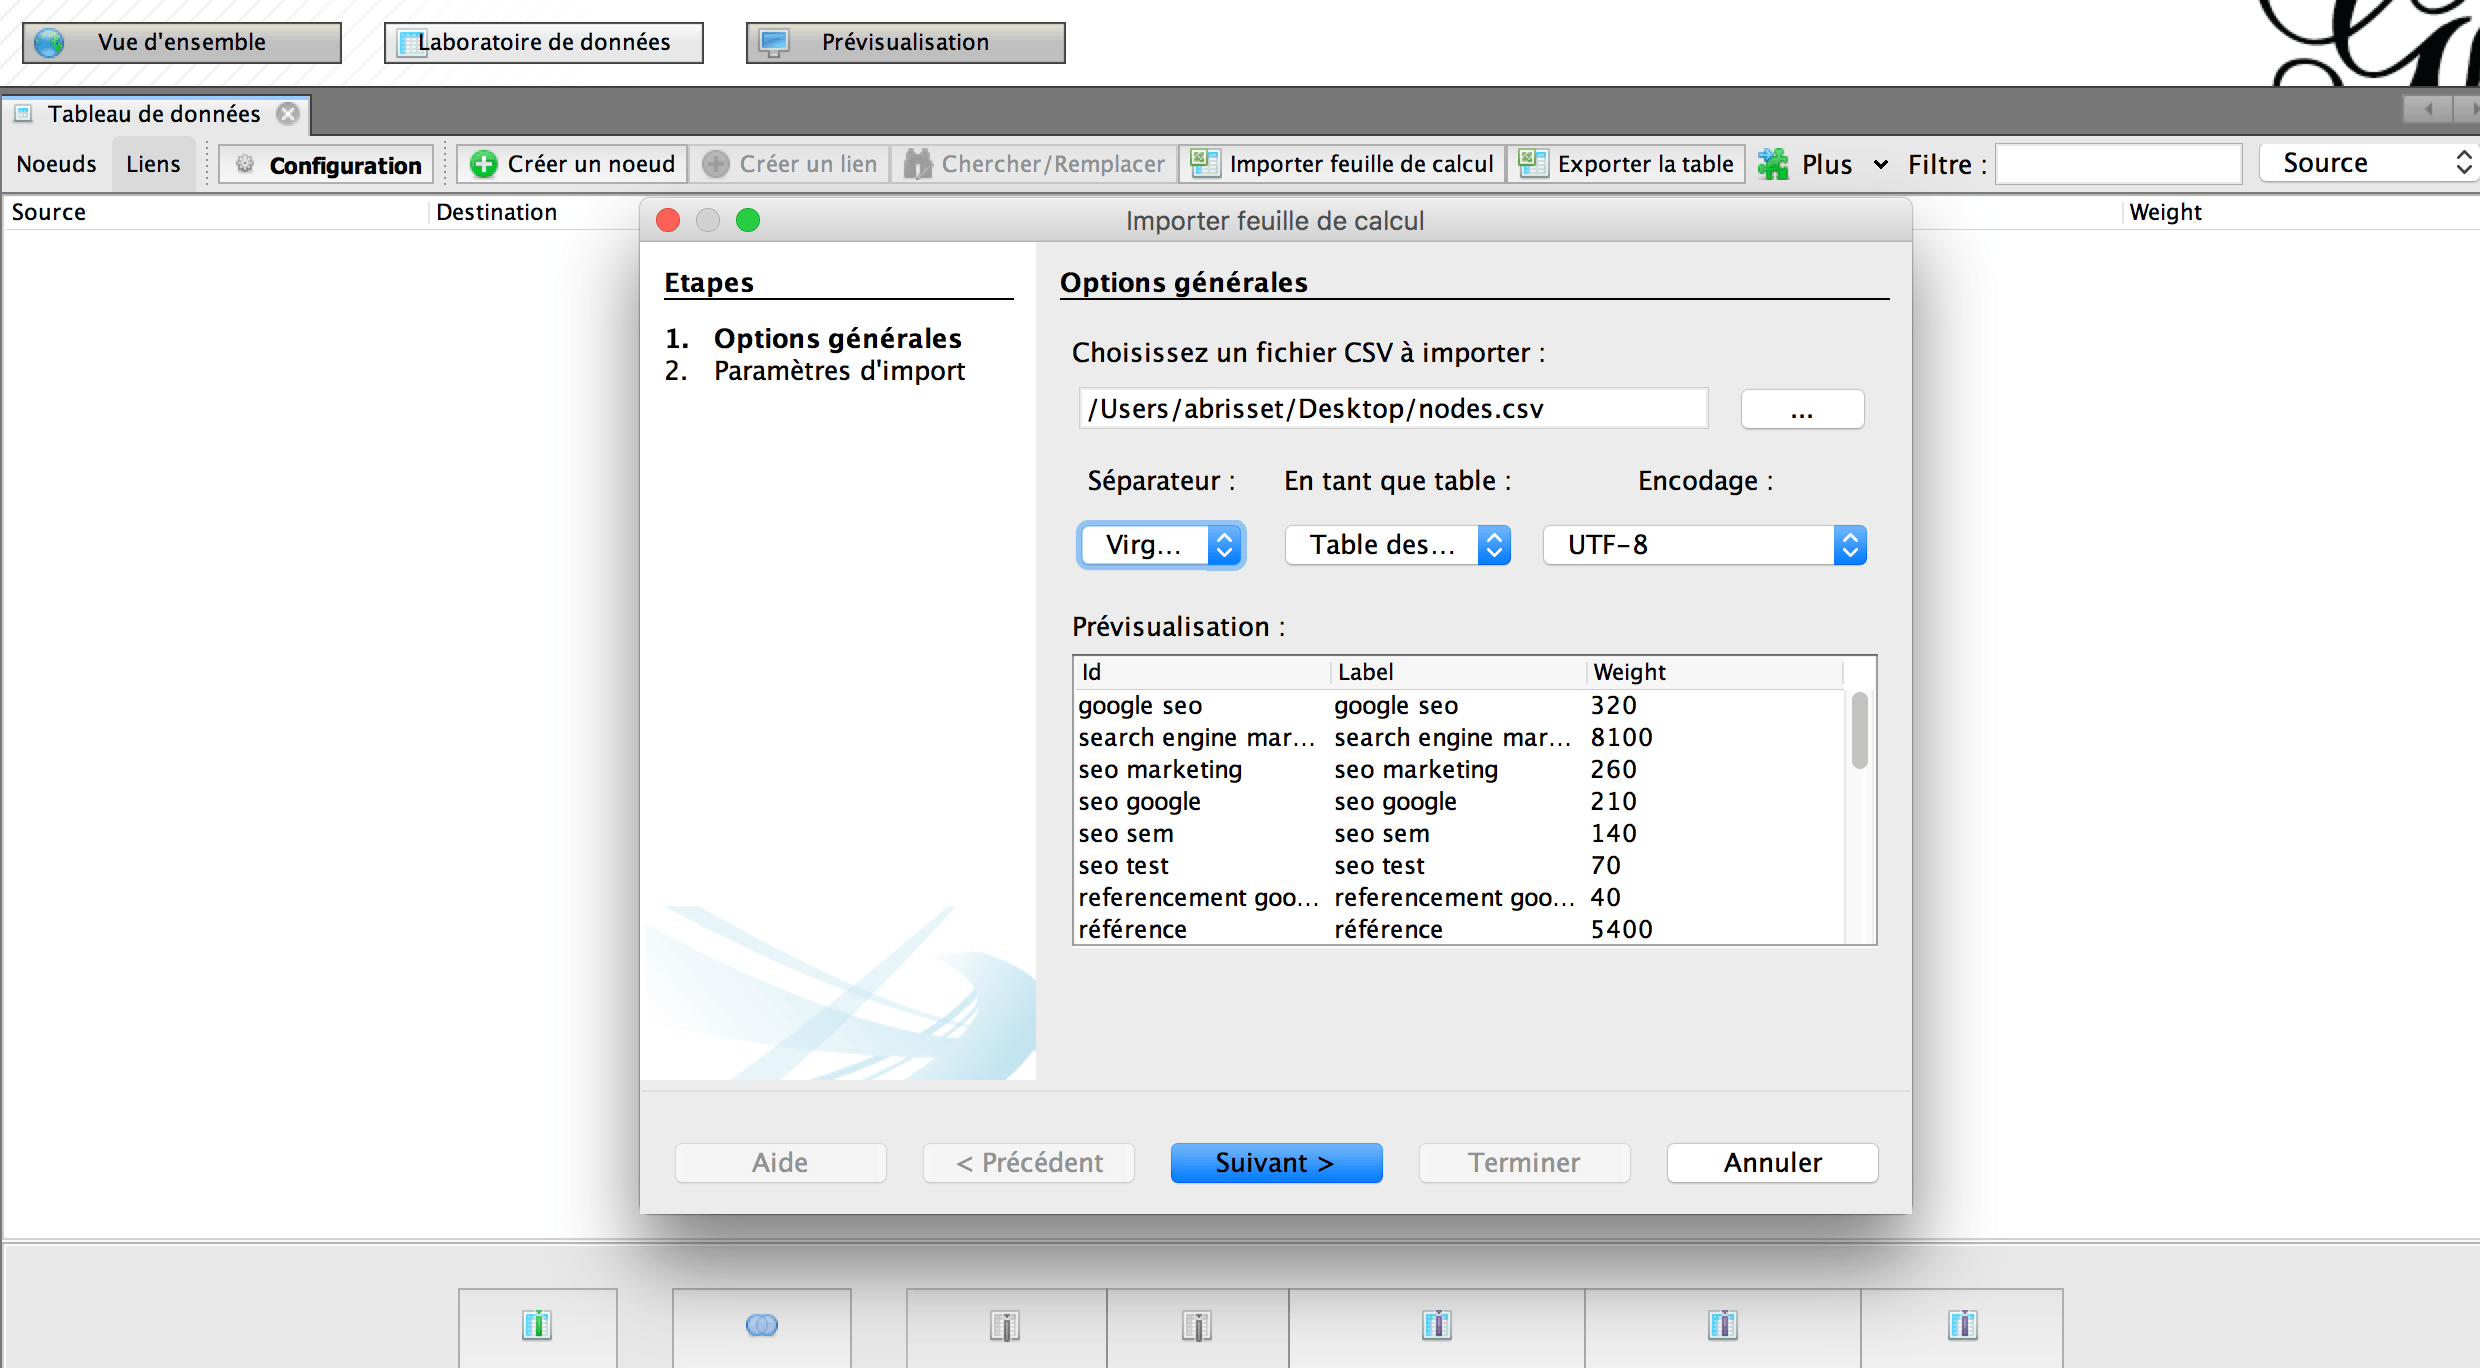 Vue d'ensemble Laboratoire de données Prévisualisation
Tableau de données
Noeuds Liens Configuration Créer un noeud Créer un lien Chercher/Remplacer Importer feuille de calcul Exporter la table Plus Filtre : Source
Source Destination Weight
Importer feuille de calcul
Etapes
1. Options générales
2. Paramètres d'import
Options générales
Choisissez un fichier CSV à importer :
/Users/abrisset/Desktop/nodes.csv ...
Séparateur : En tant que table : Encodage :
Virg... Table des... UTF-8
Prévisualisation :
Id Label Weight
google seo google seo 320
search engine mar... search engine mar... 8100
seo marketing seo marketing 260
seo google seo google 210
seo sem seo sem 140
seo test seo test 70
referencement goo... referencement goo... 40
référence référence 5400
Aide < Précédent Suivant > Terminer Annuler